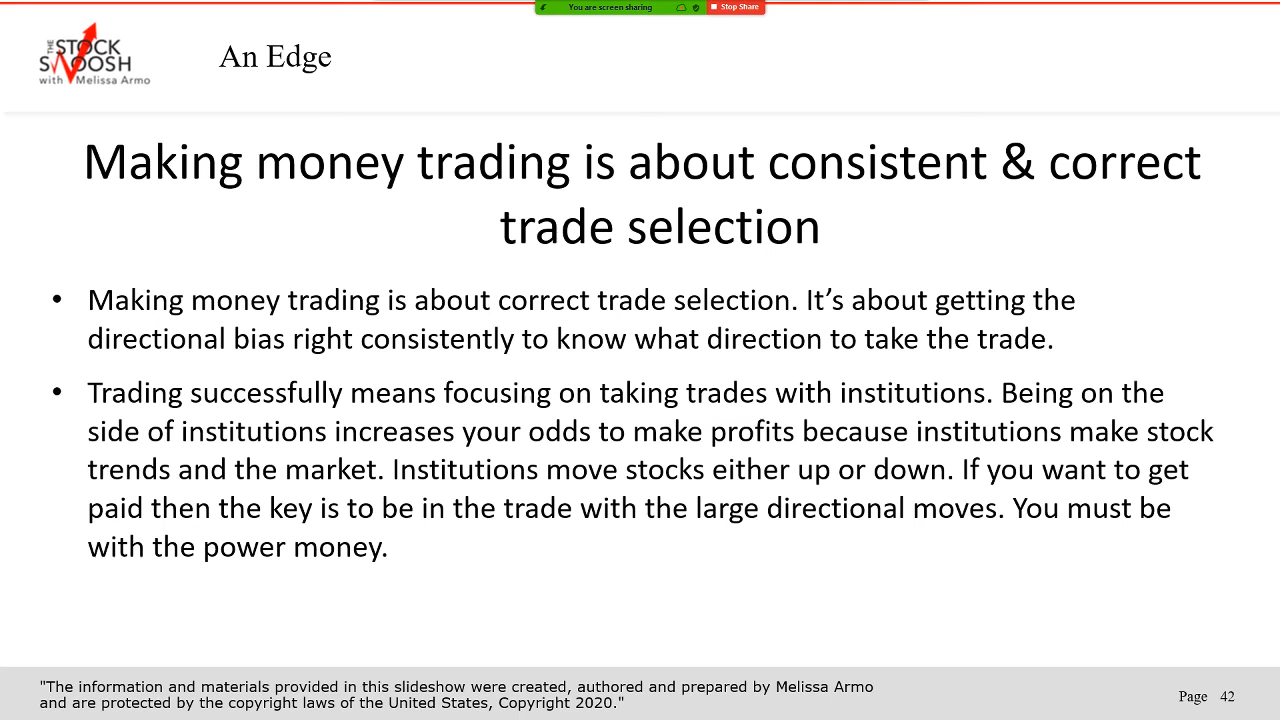 You are screen sharing
Stop Share
THE STOCK
SWOOSH
with Melissa Armo
An Edge
Making money trading is about consistent & correct
trade selection
• Making money trading is about correct trade selection. It’s about getting the
directional bias right consistently to know what direction to take the trade.
• Trading successfully means focusing on taking trades with institutions. Being on the
side of institutions increases your odds to make profits because institutions make stock
trends and the market. Institutions move stocks either up or down. If you want to get
paid then the key is to be in the trade with the large directional moves. You must be
with the power money.
"The information and materials provided in this slideshow were created, authored and prepared by Melissa Armo
and are protected by the copyright laws of the United States, Copyright 2020."
Page 42